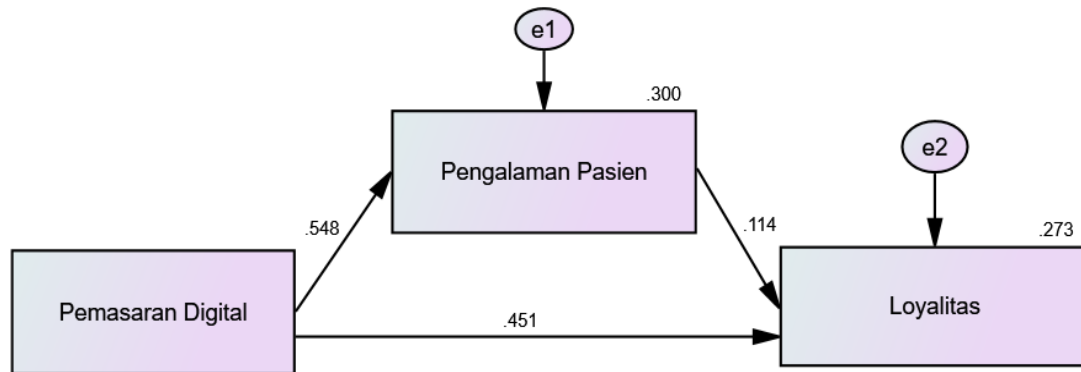 e1
.300
Pengalaman Pasien
e2
.548
.114
.273
Pemasaran Digital
.451
Loyalitas